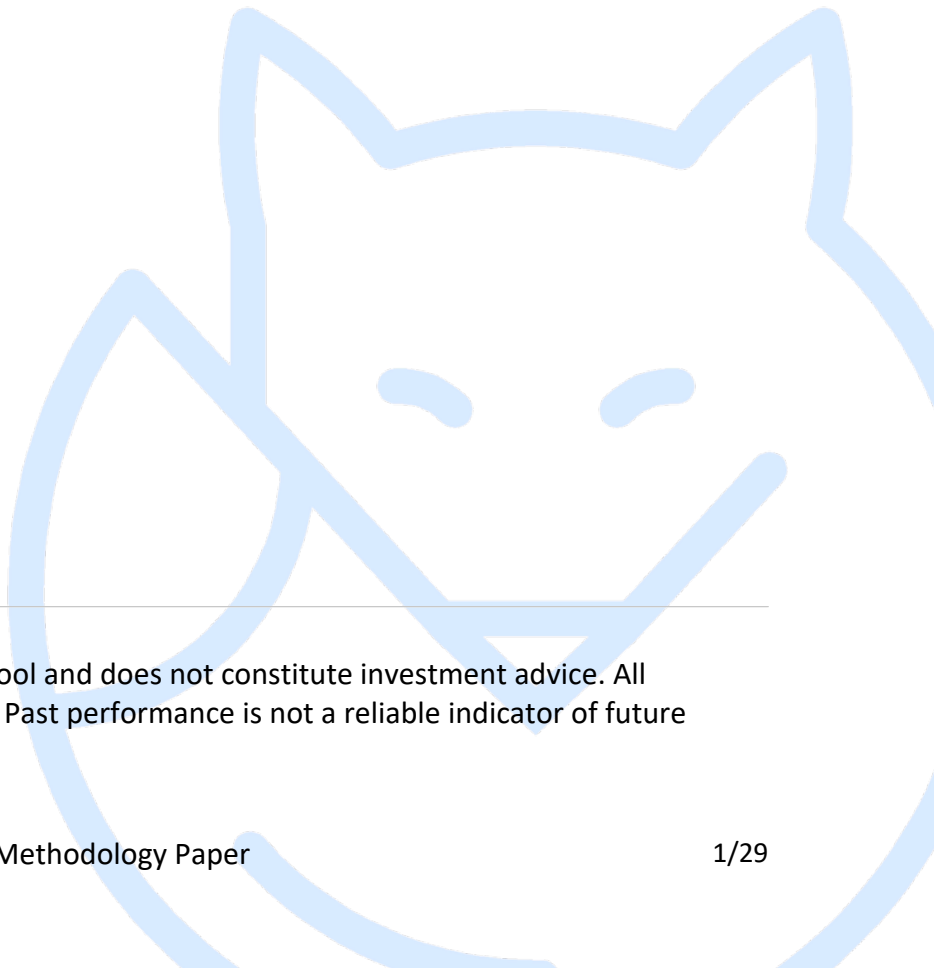 ool and does not constitute investment advice. All
Past performance is not a reliable indicator of future
Methodology Paper 1/29